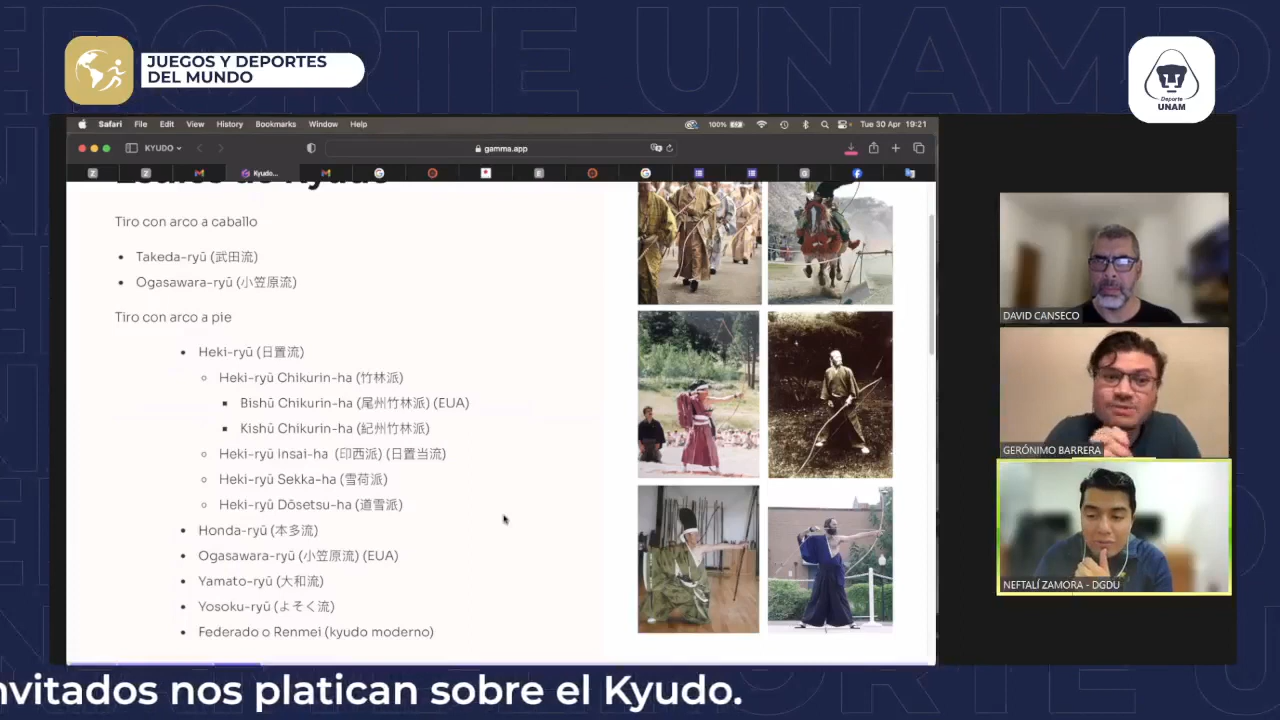 JUEGOS Y DEPORTES
DEL MUNDO
Deporte
UNAM
Safari File Edit View History Bookmarks Window Help
100%
Tue 30 Apr 19:21
KYUDO
gamma.app
Kyudo...
Tiro con arco a caballo
• Takeda-ryū (武田流)
• Ogasawara-ryū (小笠原流)
Tiro con arco a pie
• Heki-ryū (日置流)
Heki-ryū Chikurin-ha (竹林派)
Bishū Chikurin-ha (尾州竹林派) (EUA)
Kishū Chikurin-ha (紀州竹林派)
Heki-ryū Insai-ha (印西派) (日置当流)
Heki-ryū Sekka-ha (雪荷派)
Heki-ryū Dōsetsu-ha (道雪派)
• Honda-ryū (本多流)
• Ogasawara-ryū (小笠原流) (EUA)
• Yamato-ryū (大和流)
• Yosoku-ryū (よそく流)
• Federado o Renmei (kyudo moderno)
DAVID CANSECO
GERÓNIMO BARRERA
NEFTALÍ ZAMORA - DGDU
nvitados nos platican sobre el Kyudo.